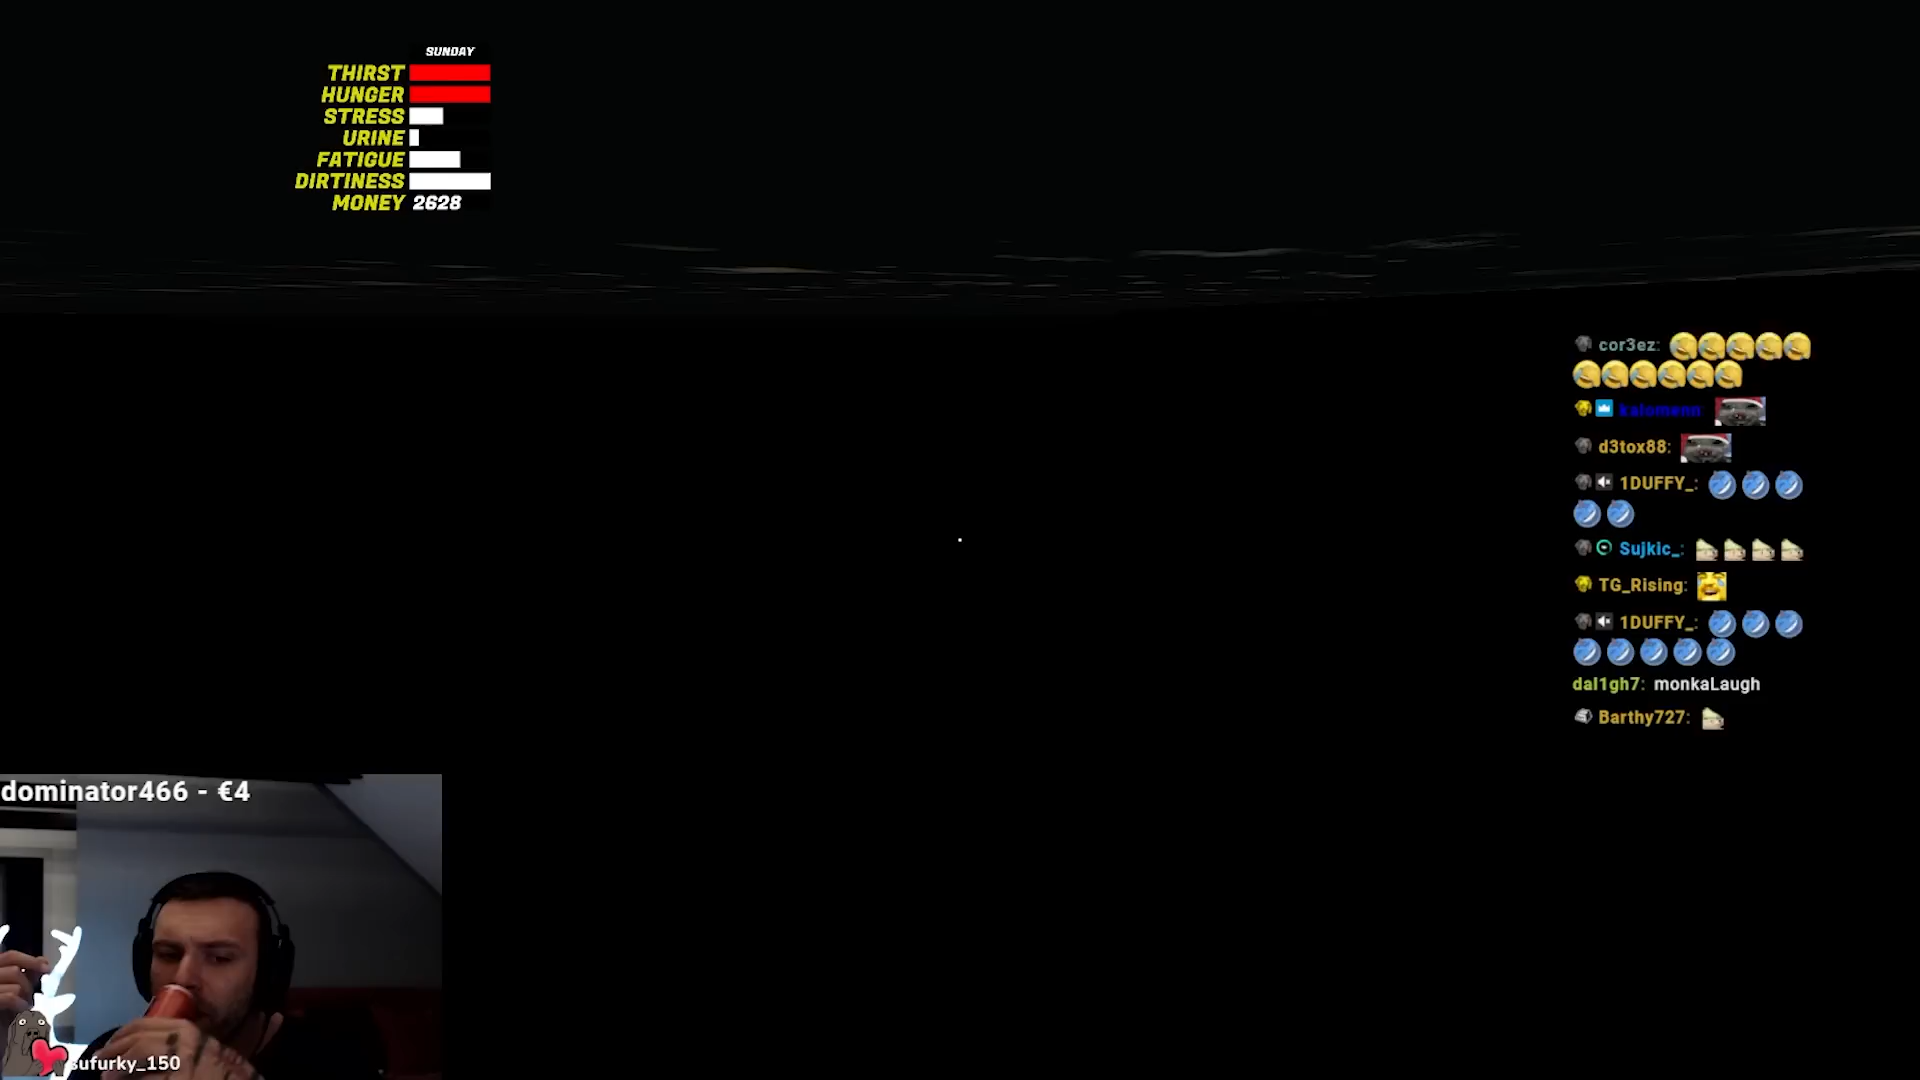 SUNDAY
THIRST
HUNGER
STRESS
URINE
FATIGUE
DIRTINESS
MONEY 2628
cor3ez:
kalomenn
d3tox88:
1DUFFY_:
Sujkic_:
TG_Rising:
1DUFFY_:
dal1gh7: monkaLaugh
Barthy727:
dominator466 - €4
sufurky_150